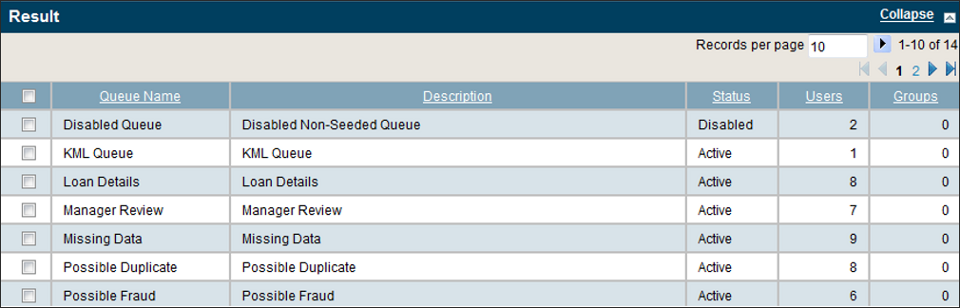 Result Collapse
Records per page 10 1-10 of 14
1 2
Queue Name Description Status Users Groups
Disabled Queue Disabled Non-Seeded Queue Disabled 2 0
KML Queue KML Queue Active 1 0
Loan Details Loan Details Active 8 0
Manager Review Manager Review Active 7 0
Missing Data Missing Data Active 9 0
Possible Duplicate Possible Duplicate Active 8 0
Possible Fraud Possible Fraud Active 6 0